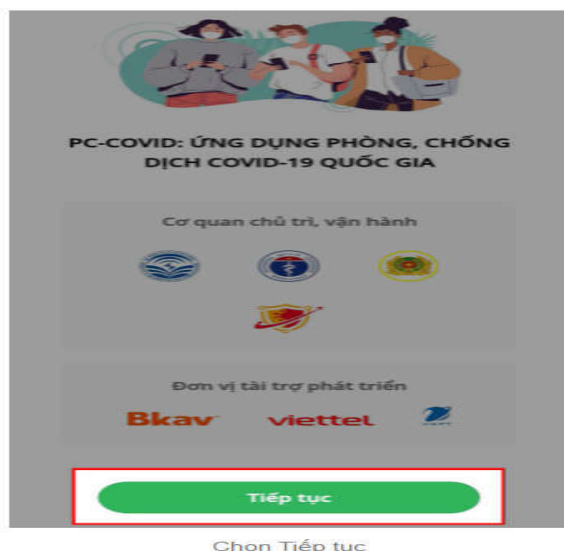 PC-COVID: ỨNG DỤNG PHÒNG, CHỐNG
DỊCH COVID-19 QUỐC GIA
Cơ quan chủ trì, vận hành
Đơn vị tài trợ phát triển
Bkav viettel
Tiếp tục
Chọn Tiếp tục